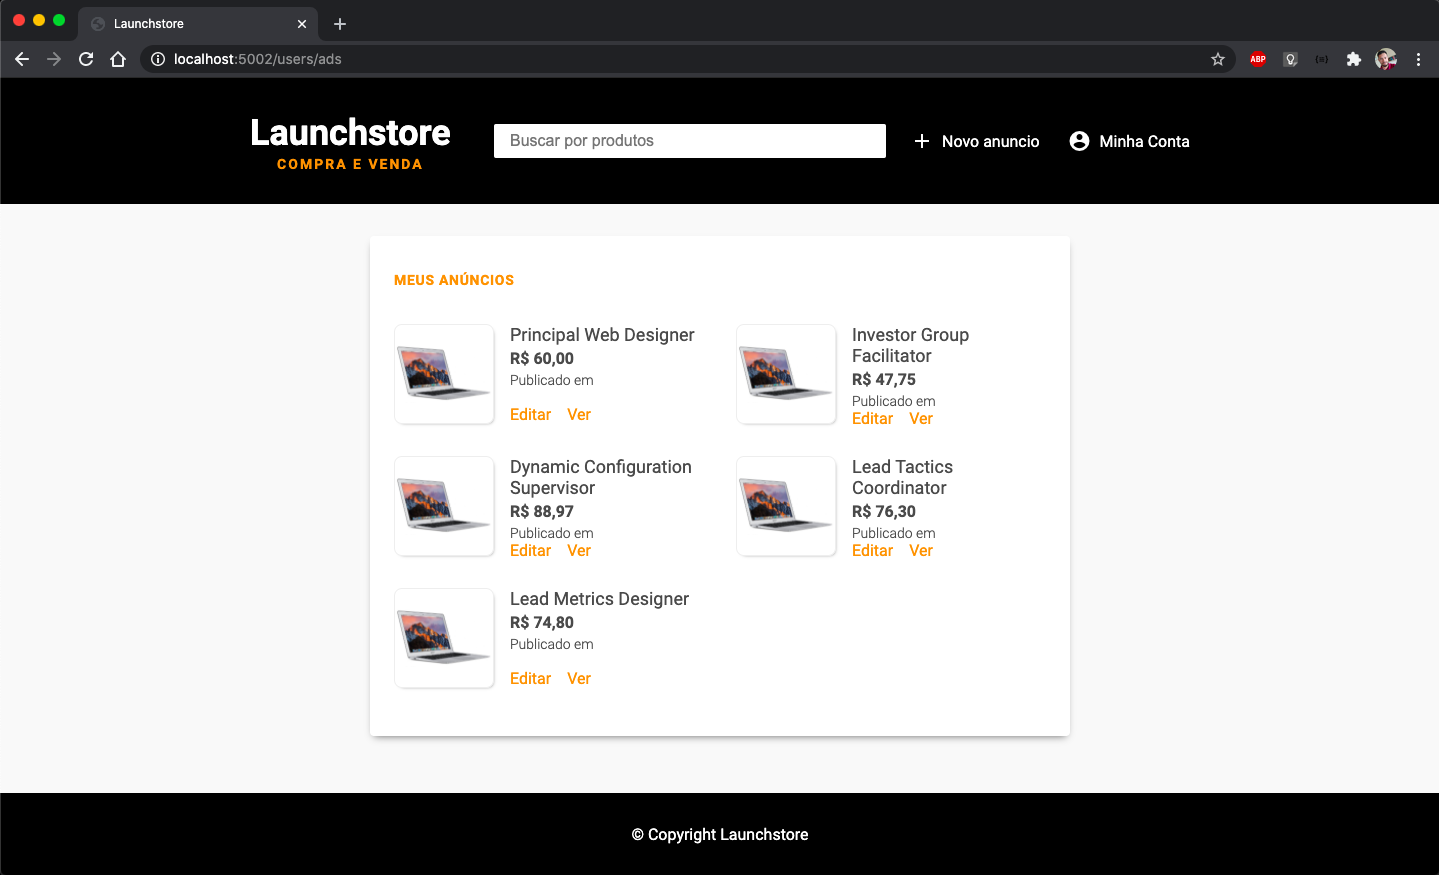 Launchstore
localhost:5002/users/ads
ABP
Launchstore
COMPRA E VENDA
Buscar por produtos
Novo anuncio
Minha Conta
MEUS ANÚNCIOS
Principal Web Designer
R$ 60,00
Publicado em
Editar Ver
Investor Group
Facilitator
R$ 47,75
Publicado em
Editar Ver
Dynamic Configuration
Supervisor
R$ 88,97
Publicado em
Editar Ver
Lead Tactics
Coordinator
R$ 76,30
Publicado em
Editar Ver
Lead Metrics Designer
R$ 74,80
Publicado em
Editar Ver
© Copyright Launchstore